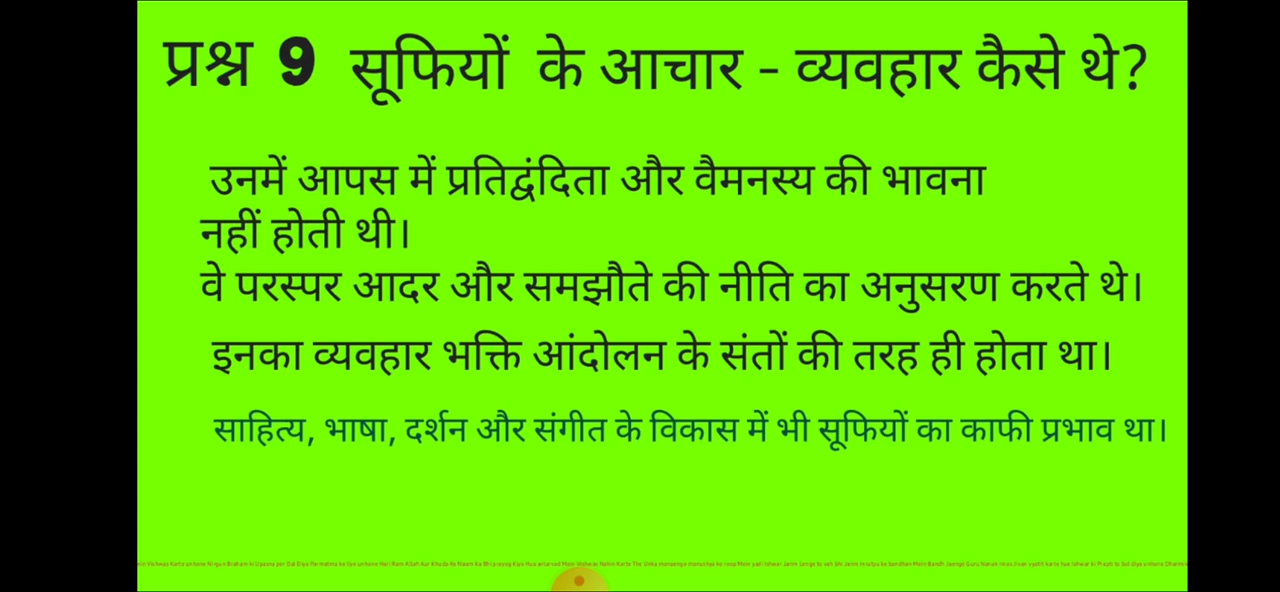 प्रश्न 9 सूफियों के आचार - व्यवहार कैसे थे?
उनमें आपस में प्रतिद्वंदिता और वैमनस्य की भावना
नहीं होती थी।
वे परस्पर आदर और समझौते की नीति का अनुसरण करते थे।
इनका व्यवहार भक्ति आंदोलन के संतों की तरह ही होता था।
साहित्य, भाषा, दर्शन और संगीत के विकास में भी सूफियों का काफी प्रभाव था।